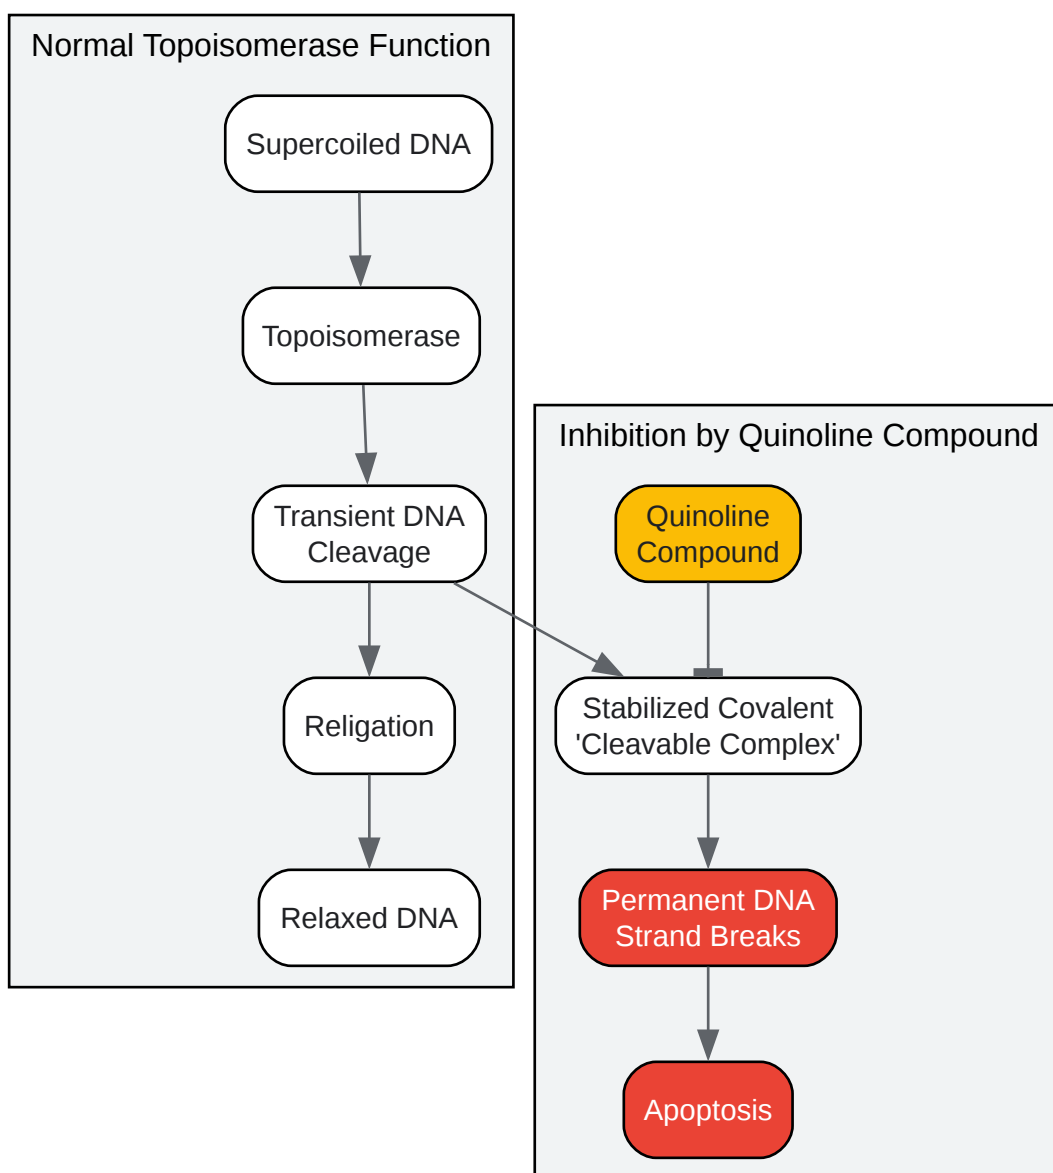 Normal Topoisomerase Function
Supercoiled DNA
Topoisomerase
Transient DNA
Cleavage
Religation
Relaxed DNA
Inhibition by Quinoline Compound
Quinoline
Compound
Stabilized Covalent
'Cleavable Complex'
Permanent DNA
Strand Breaks
Apoptosis